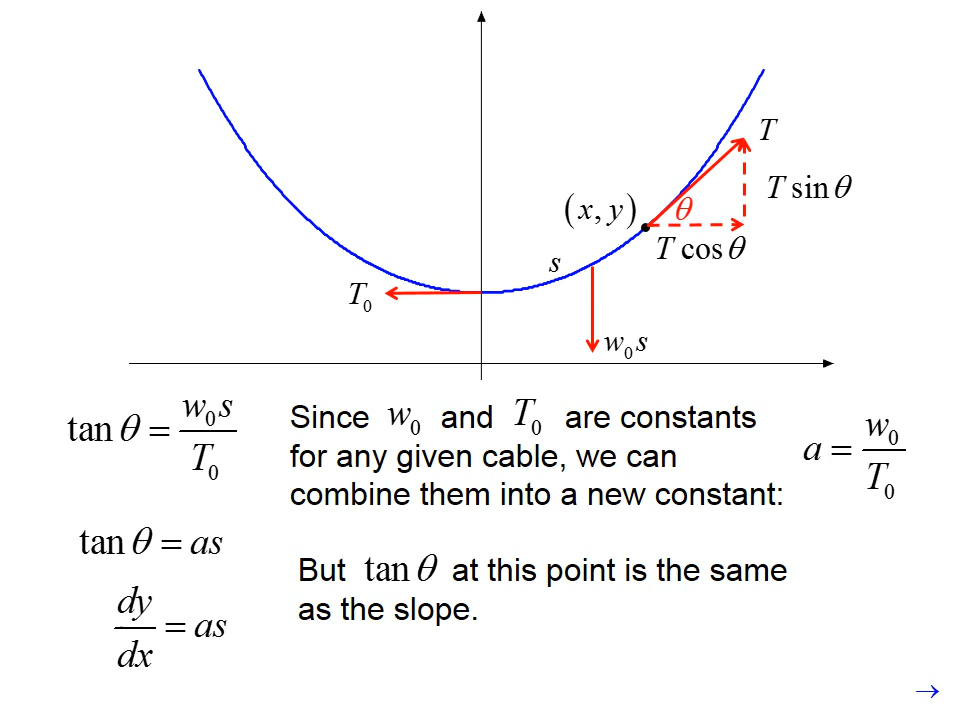 T
T sin θ
(x, y)
θ
T cos θ
s
T₀
w₀s
tan θ = w₀s / T₀
Since w₀ and T₀ are constants
for any given cable, we can
combine them into a new constant:
a = w₀ / T₀
tan θ = as
But tan θ at this point is the same
as the slope.
dy/dx = as
→